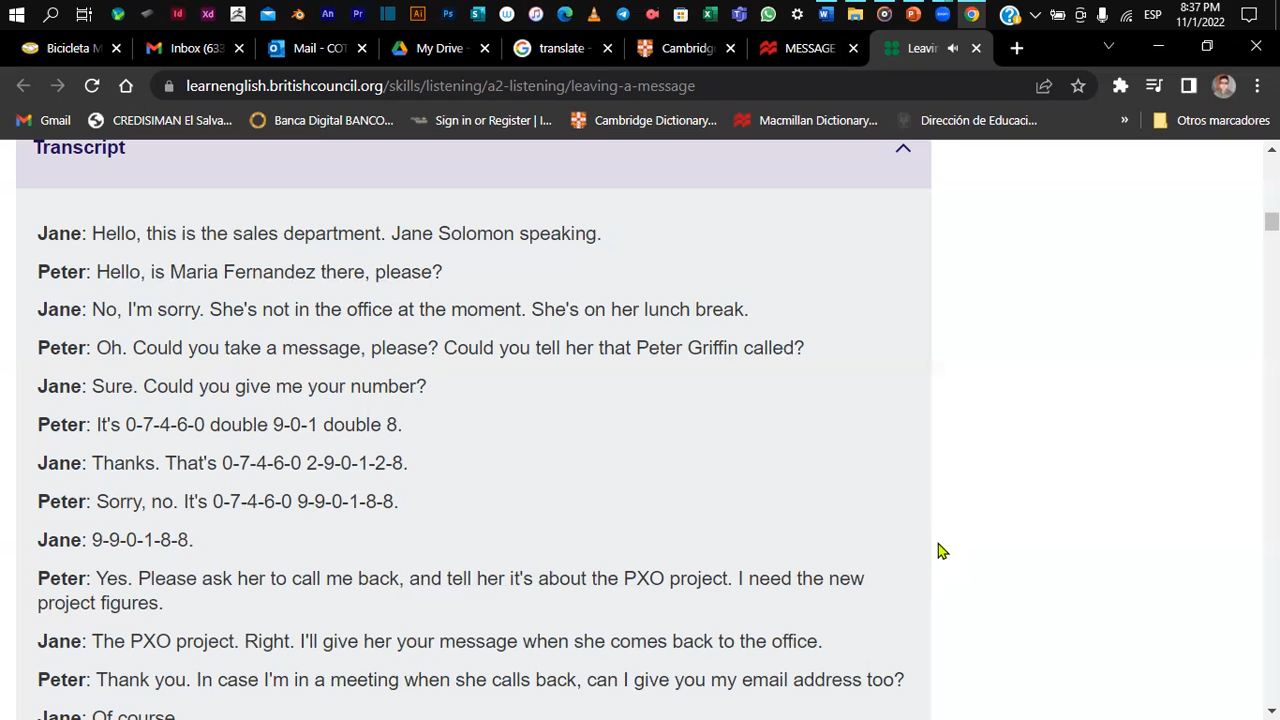 8:37 PM
ESP
11/1/2022
Bicicleta M
Inbox (633
Mail - COT
My Drive -
translate -
Cambridg
MESSAGE
Leavin
learnenglish.britishcouncil.org/skills/listening/a2-listening/leaving-a-message
Gmail
CREDISIMAN El Salva...
Banca Digital BANCO...
Sign in or Register | I...
Cambridge Dictionary...
Macmillan Dictionary...
Dirección de Educaci...
»
Otros marcadores
Transcript
Jane: Hello, this is the sales department. Jane Solomon speaking.
Peter: Hello, is Maria Fernandez there, please?
Jane: No, I'm sorry. She's not in the office at the moment. She's on her lunch break.
Peter: Oh. Could you take a message, please? Could you tell her that Peter Griffin called?
Jane: Sure. Could you give me your number?
Peter: It's 0-7-4-6-0 double 9-0-1 double 8.
Jane: Thanks. That's 0-7-4-6-0 2-9-0-1-2-8.
Peter: Sorry, no. It's 0-7-4-6-0 9-9-0-1-8-8.
Jane: 9-9-0-1-8-8.
Peter: Yes. Please ask her to call me back, and tell her it's about the PXO project. I need the new
project figures.
Jane: The PXO project. Right. I'll give her your message when she comes back to the office.
Peter: Thank you. In case I'm in a meeting when she calls back, can I give you my email address too?
Jane: Of course.